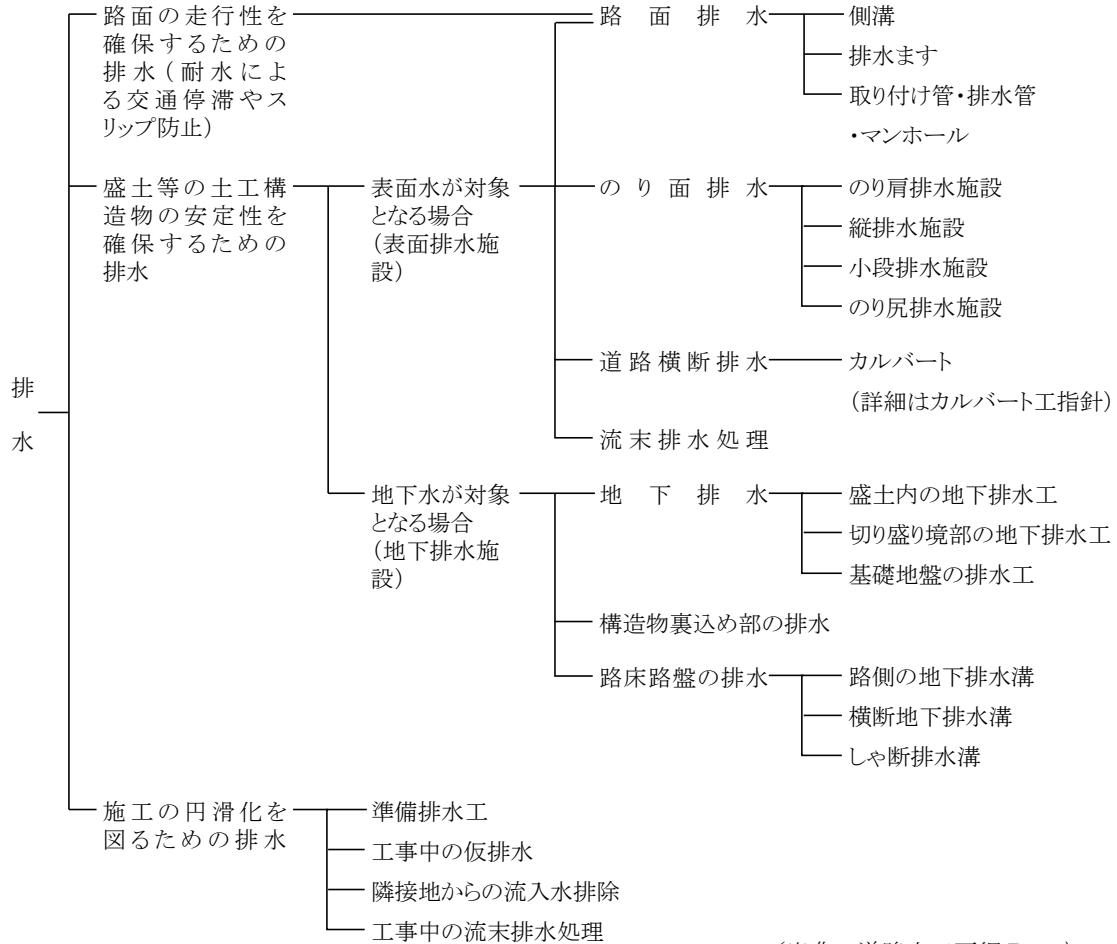 排水
路面の走行性を
確保するための
排水(耐水によ
る交通停滞やス
リップ防止)
路面排水
側溝
排水ます
取り付け管・排水管
・マンホール
盛土等の土工構
造物の安定性を
確保するための
排水
表面水が対象
となる場合
(表面排水施
設)
のり面排水
のり肩排水施設
縦排水施設
小段排水施設
のり尻排水施設
道路横断排水
カルバート
(詳細はカルバート工指針)
流末排水処理
地下水が対象
となる場合
(地下排水施
設)
地下排水
盛土内の地下排水工
切り盛り境部の地下排水工
基礎地盤の排水工
構造物裏込め部の排水
路床路盤の排水
路側の地下排水溝
横断地下排水溝
しゃ断排水溝
施工の円滑化を
図るための排水
準備排水工
工事中の仮排水
隣接地からの流入水排除
工事中の流末排水処理